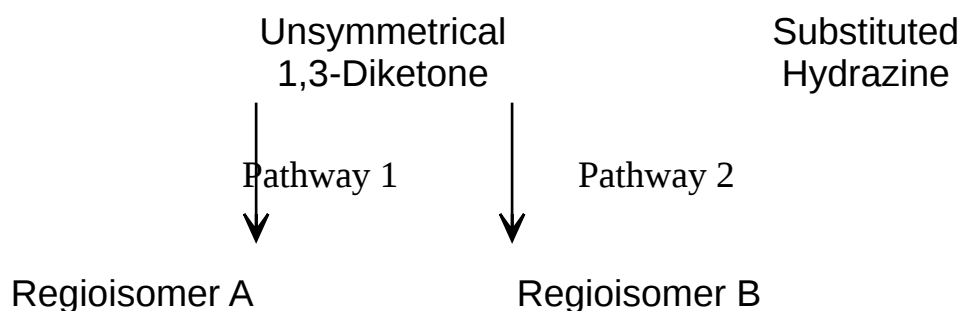 Unsymmetrical
1,3-Diketone
Substituted
Hydrazine
Pathway 1
Pathway 2
Regioisomer A
Regioisomer B